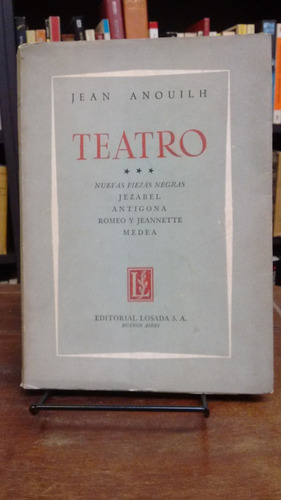 JEAN ANOUILH
TEATRO
★ ★ ★
NUEVAS PIEZAS NEGRAS
JEZABEL
ANTIGONA
ROMEO Y JEANNETTE
MEDEA
EDITORIAL LOSADA S. A.
BUENOS AIRES